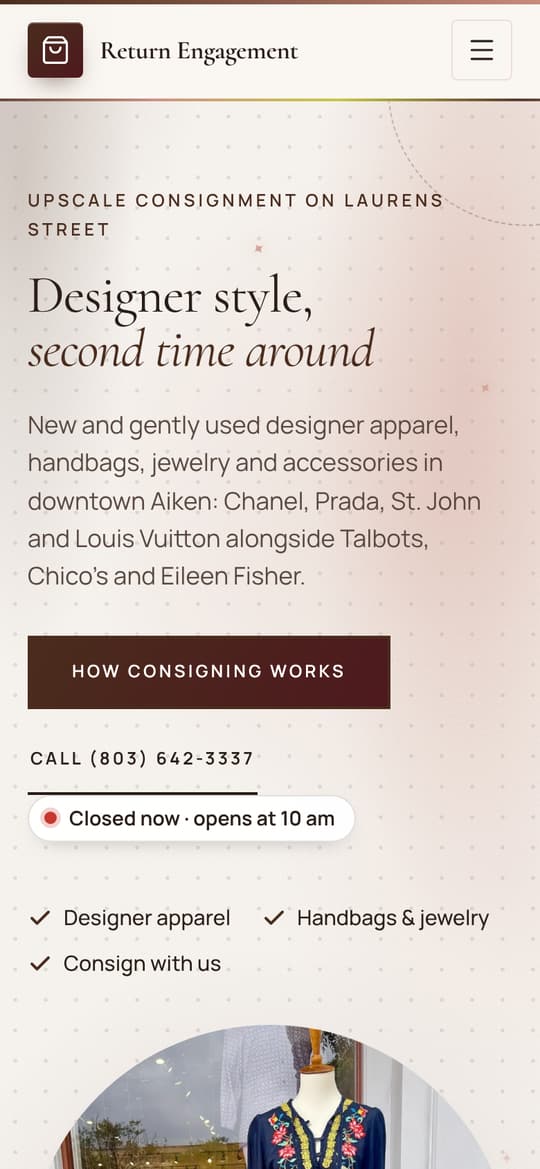 Return Engagement
UPSCALE CONSIGNMENT ON LAURENS
STREET
Designer style,
second time around
New and gently used designer apparel,
handbags, jewelry and accessories in
downtown Aiken: Chanel, Prada, St. John
and Louis Vuitton alongside Talbots,
Chico's and Eileen Fisher.
HOW CONSIGNING WORKS
CALL (803) 642-3337
Closed now · opens at 10 am
Designer apparel
Handbags & jewelry
Consign with us